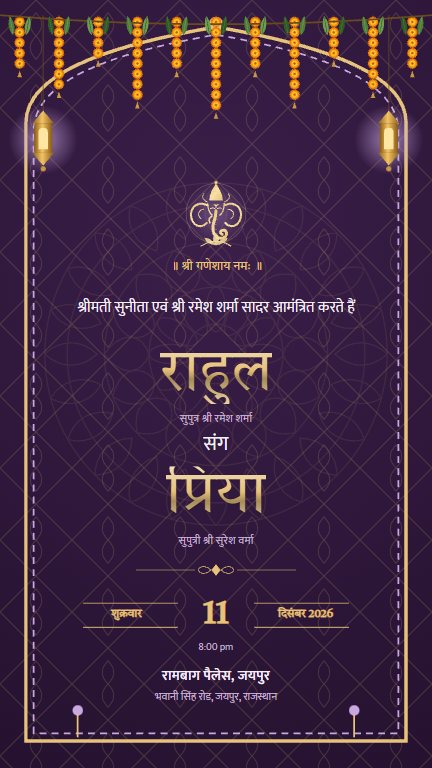 ॥ श्री गणेशाय नमः ॥
श्रीमती सुनीता एवं श्री रमेश शर्मा सादर आमंत्रित करते हैं
राहुल
सुपुत्र श्री रमेश शर्मा
संग
प्रिया
सुपुत्री श्री सुरेश वर्मा
शुक्रवार 11 दिसंबर 2026
8:00 pm
रामबाग पैलेस, जयपुर
भवानी सिंह रोड, जयपुर, राजस्थान